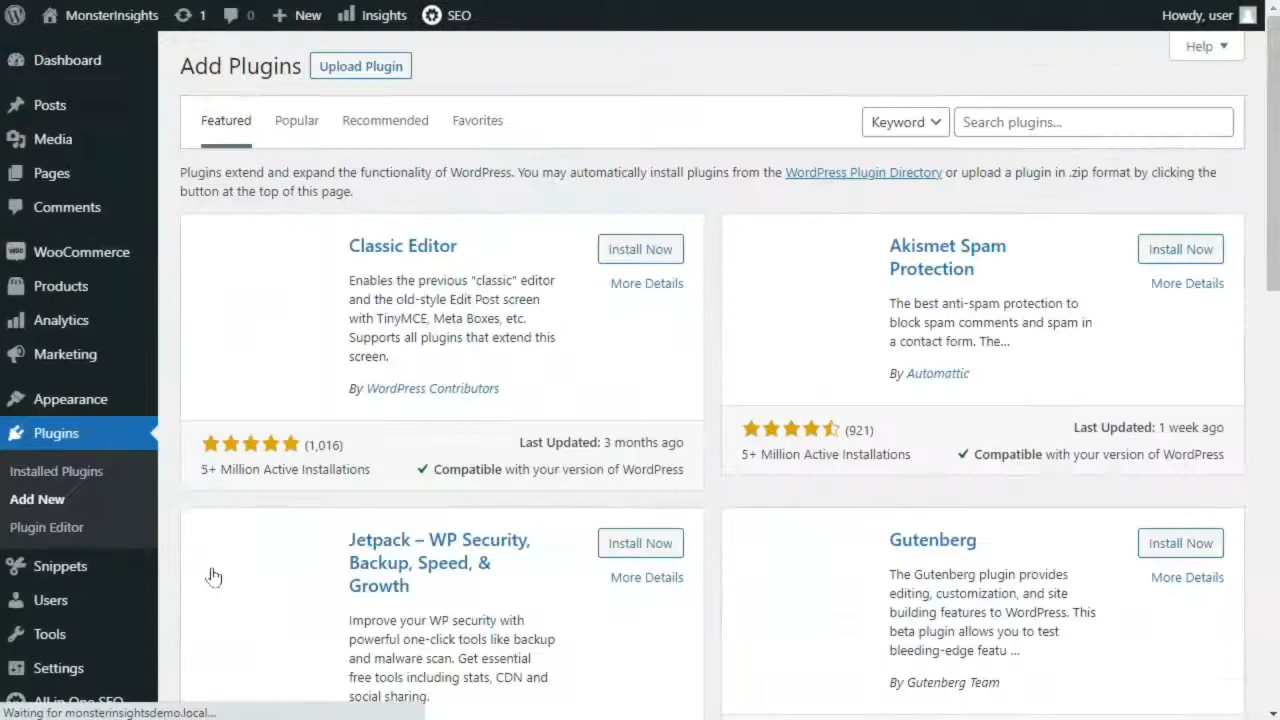 MonsterInsights 1 0 New Insights SEO Howdy, user
Dashboard
Posts
Media
Pages
Comments
WooCommerce
Products
Analytics
Marketing
Appearance
Plugins
Installed Plugins
Add New
Plugin Editor
Snippets
Users
Tools
Settings
All in One SEO
Waiting for monsterinsightsdemo.local...
Help
Add Plugins Upload Plugin
Featured Popular Recommended Favorites Keyword Search plugins...
Plugins extend and expand the functionality of WordPress. You may automatically install plugins from the WordPress Plugin Directory or upload a plugin in .zip format by clicking the
button at the top of this page.
Classic Editor
Install Now
More Details
Enables the previous "classic" editor
and the old-style Edit Post screen
with TinyMCE, Meta Boxes, etc.
Supports all plugins that extend this
screen.
By WordPress Contributors
(1,016)
Last Updated: 3 months ago
5+ Million Active Installations
Compatible with your version of WordPress
Akismet Spam
Protection
Install Now
More Details
The best anti-spam protection to
block spam comments and spam in
a contact form. The...
By Automattic
(921)
Last Updated: 1 week ago
5+ Million Active Installations
Compatible with your version of WordPress
Jetpack – WP Security,
Backup, Speed, &
Growth
Install Now
More Details
Improve your WP security with
powerful one-click tools like backup
and malware scan. Get essential
free tools including stats, CDN and
social sharing.
Gutenberg
Install Now
More Details
The Gutenberg plugin provides
editing, customization, and site
building features to WordPress. This
beta plugin allows you to test
bleeding-edge featu ...
By Gutenberg Team